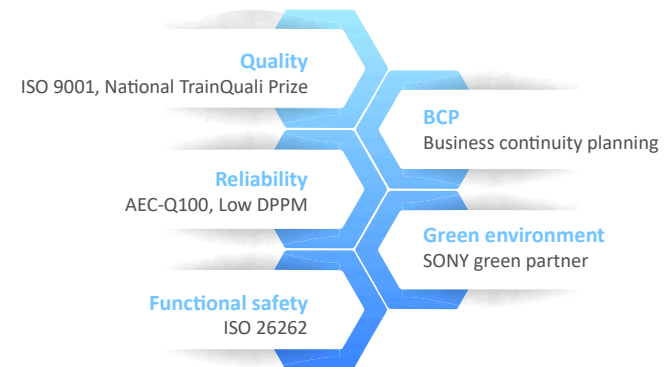 Quality
ISO 9001, National TrainQuali Prize
BCP
Business continuity planning
Reliability
AEC-Q100, Low DPPM
Green environment
SONY green partner
Functional safety
ISO 26262